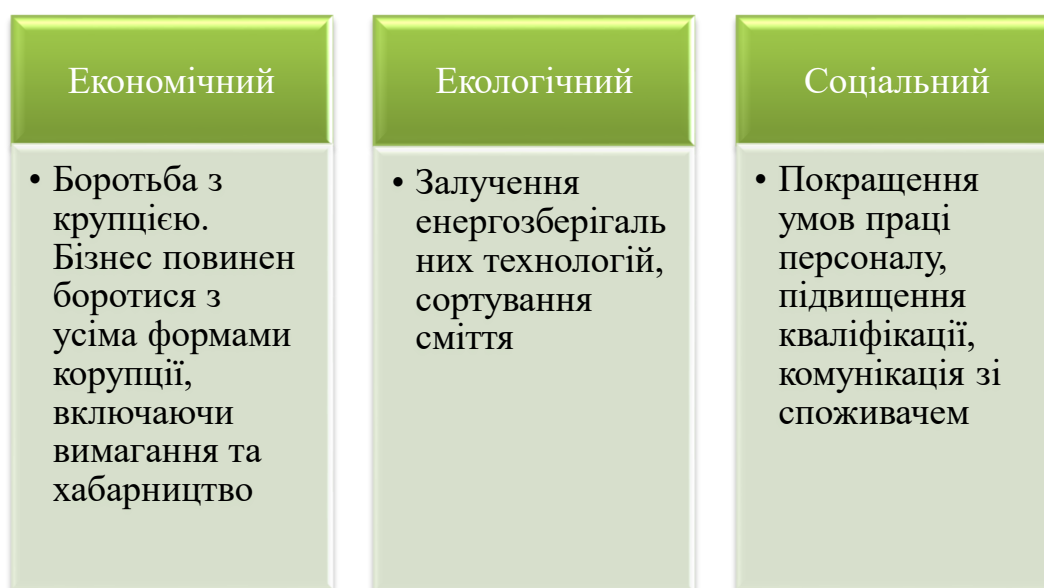 Економічний
• Боротьба з
крупцією.
Бізнес повинен
боротися з
усіма формами
корупції,
включаючи
вимагання та
хабарництво
Екологічний
• Залучення
енергозберігаль
них технологій,
сортування
сміття
Соціальний
• Покращення
умов праці
персоналу,
підвищення
кваліфікації,
комунікація зі
споживачем